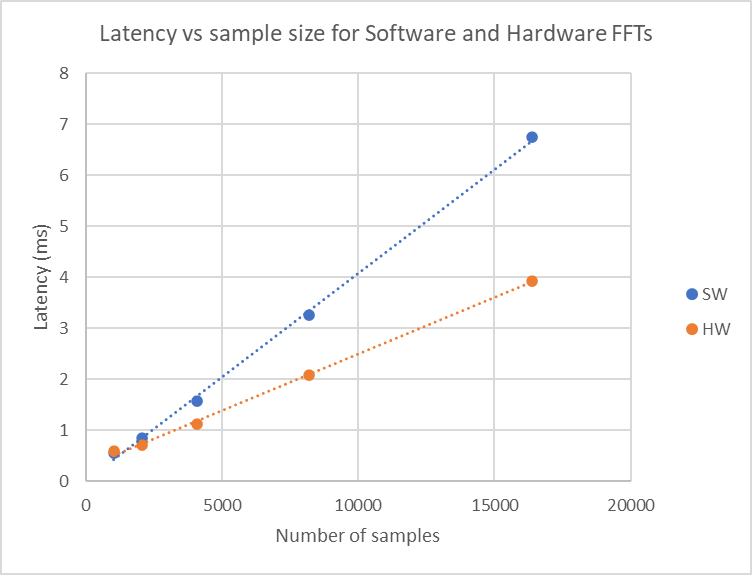 Latency vs sample size for Software and Hardware FFTs
8
7
6
5
4
3
2
1
0
Latency (ms)
0 5000 10000 15000 20000
Number of samples
SW
HW